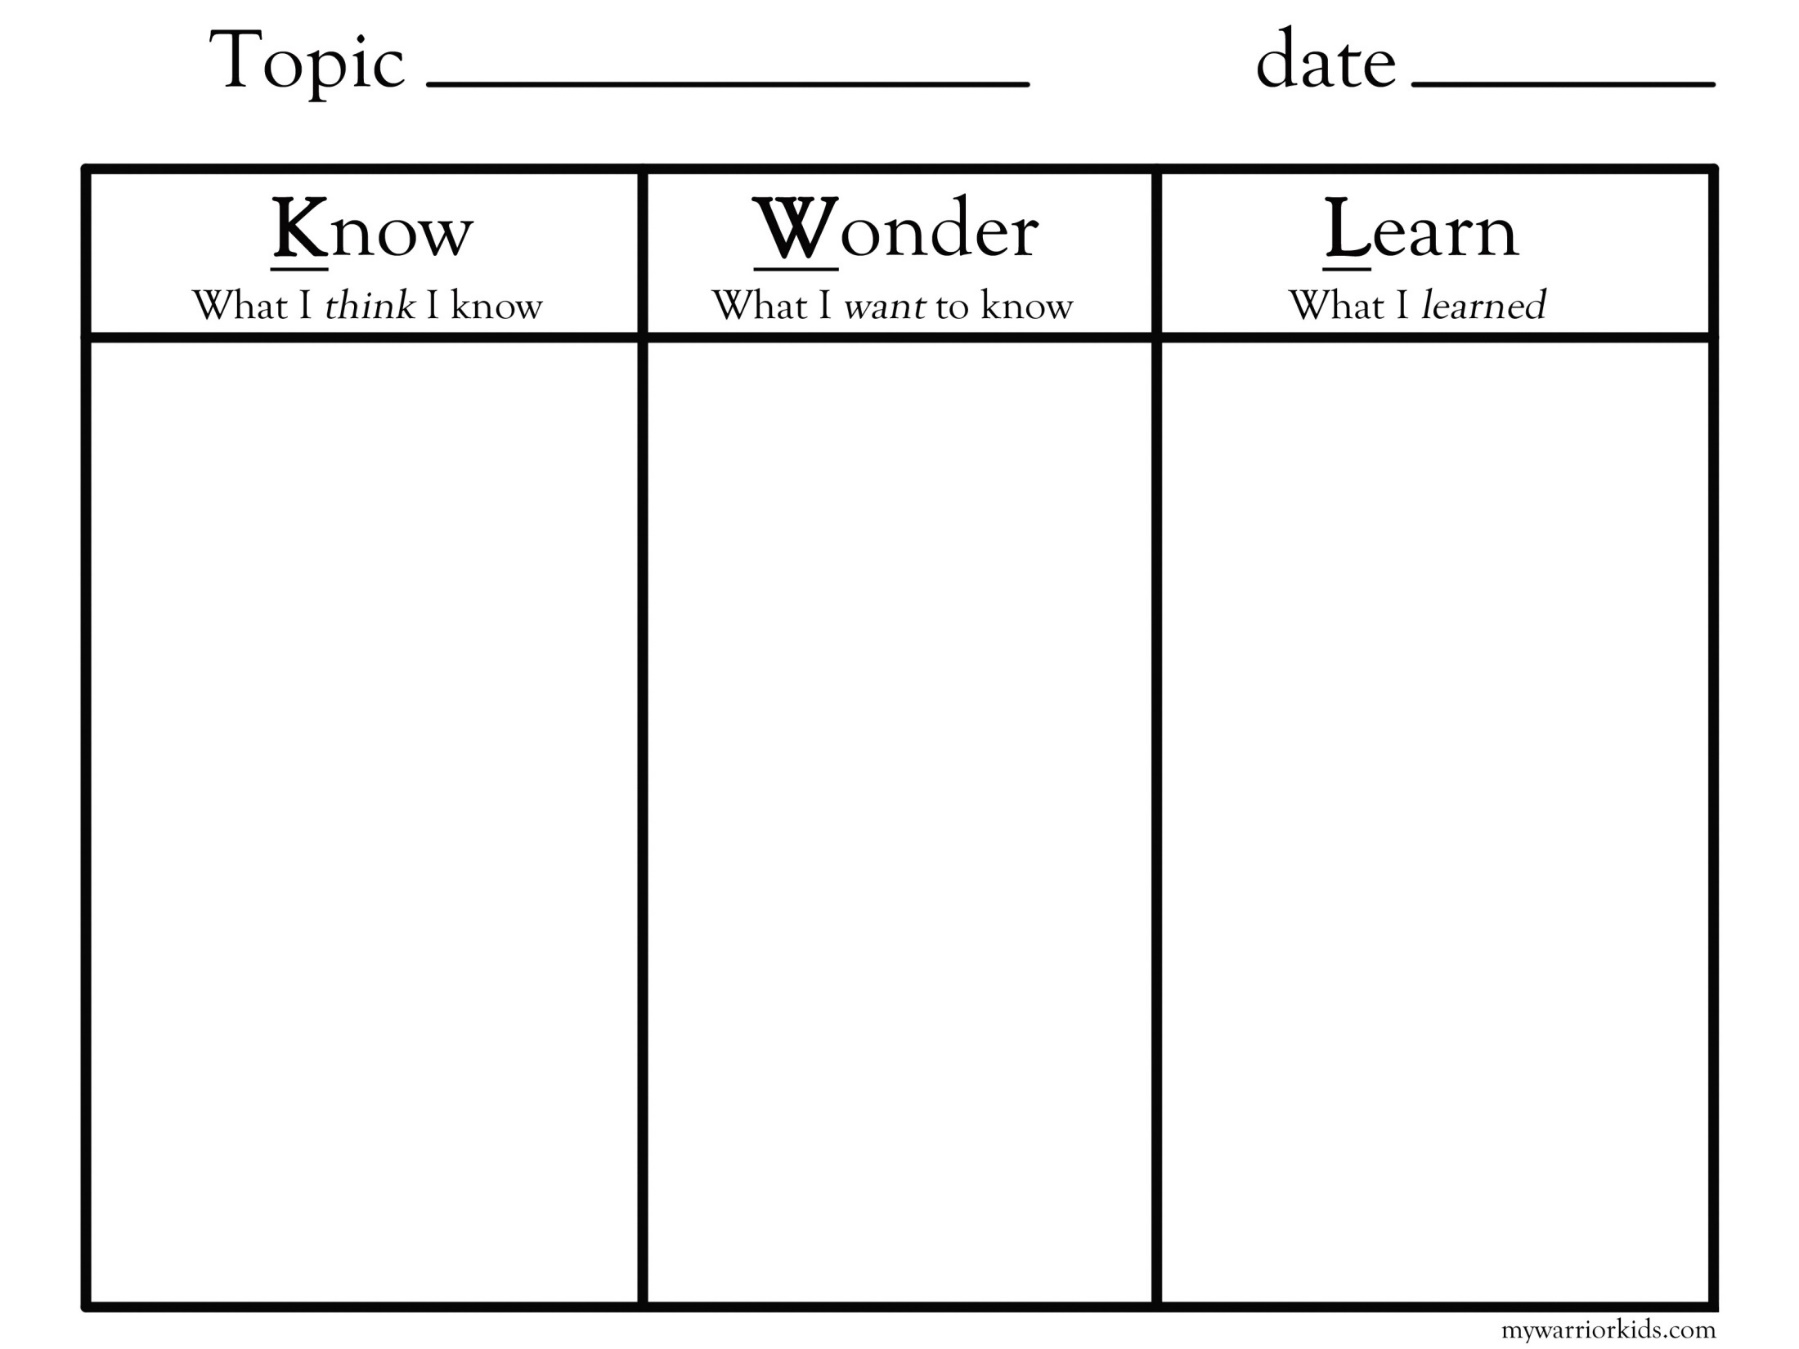 Topic date
Know Wonder Learn
What I think I know What I want to know What I learned
mywarriorkids.com